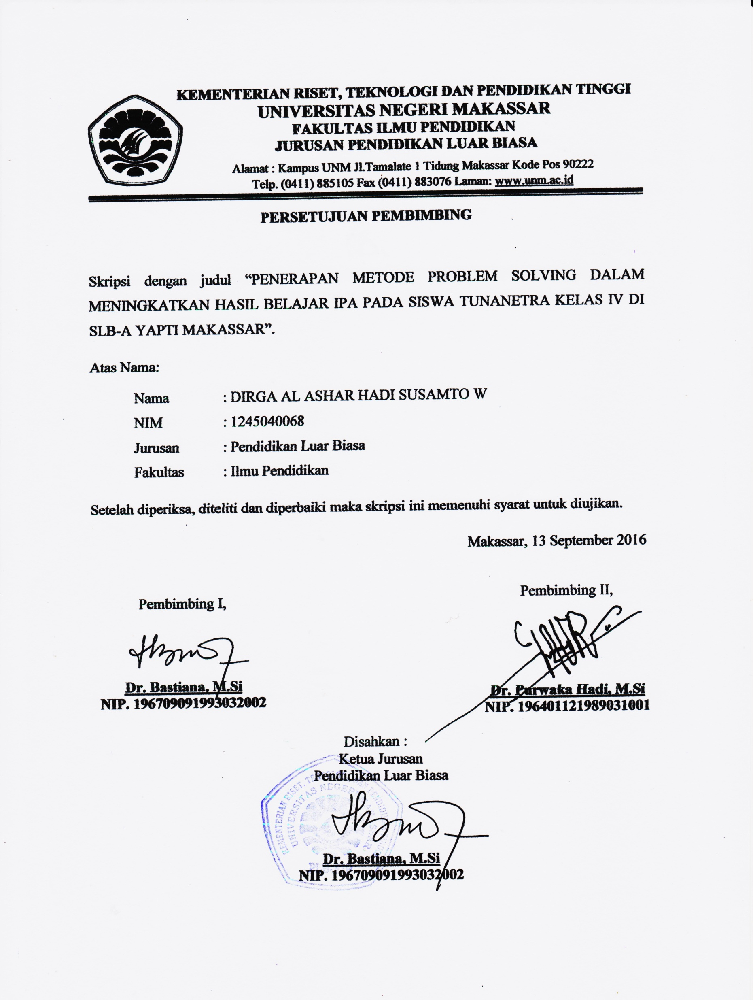 KEMENTERIAN RISET, TEKNOLOGI DAN PENDIDIKAN TINGGI
UNIVERSITAS NEGERI MAKASSAR
FAKULTAS ILMU PENDIDIKAN
JURUSAN PENDIDIKAN LUAR BIASA
Alamat : Kampus UNM Jl.Tamalate 1 Tidung Makassar Kode Pos 90222
Telp. (0411) 885105 Fax (0411) 883076 Laman: www.unm.ac.id
PERSETUJUAN PEMBIMBING
Skripsi dengan judul “PENERAPAN METODE PROBLEM SOLVING DALAM
MENINGKATKAN HASIL BELAJAR IPA PADA SISWA TUNANETRA KELAS IV DI
SLB-A YAPTI MAKASSAR”.
Atas Nama:
Nama : DIRGA AL ASHAR HADI SUSAMTO W
NIM : 1245040068
Jurusan : Pendidikan Luar Biasa
Fakultas : Ilmu Pendidikan
Setelah diperiksa, diteliti dan diperbaiki maka skripsi ini memenuhi syarat untuk diujikan.
Makassar, 13 September 2016
Pembimbing I,
Dr. Bastiana, M.Si
NIP. 196709091993032002
Pembimbing II,
Dr. Purwaka Hadi, M.Si
NIP. 196401121989031001
Disahkan :
Ketua Jurusan
Pendidikan Luar Biasa
KEMENTERIAN RISET,
UNIVERSITAS
Dr. Bastiana, M.Si
NIP. 196709091993032002